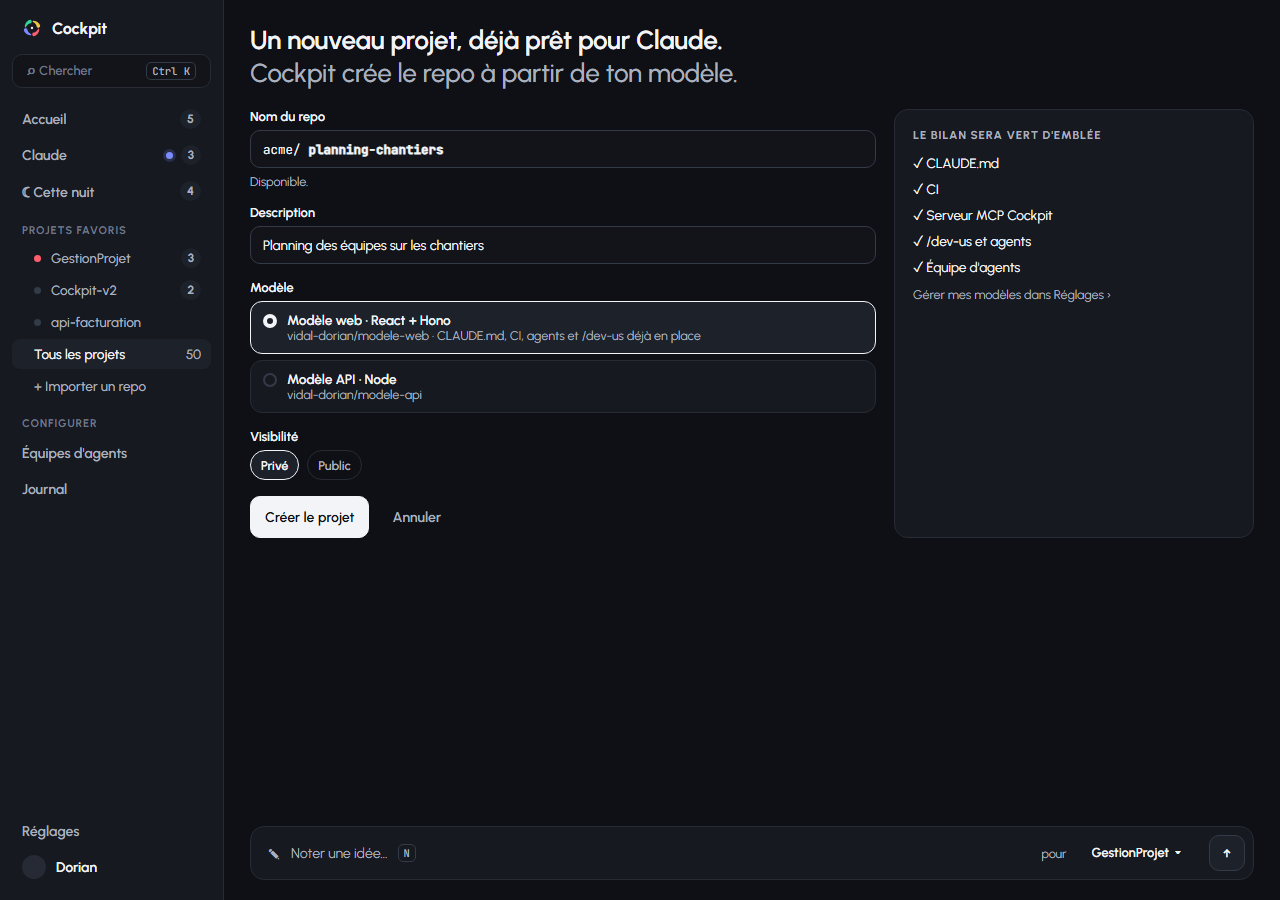 Cockpit
Chercher
Ctrl K
Accueil 5
Claude 3
Cette nuit 4
PROJETS FAVORIS
GestionProjet 3
Cockpit-v2 2
api-facturation
Tous les projets 50
+ Importer un repo
CONFIGURER
Équipes d'agents
Journal
Réglages
Dorian
Un nouveau projet, déjà prêt pour Claude.
Cockpit crée le repo à partir de ton modèle.
Nom du repo
acme/ planning-chantiers
Disponible.
Description
Planning des équipes sur les chantiers
Modèle
Modèle web · React + Hono
vidal-dorian/modele-web · CLAUDE.md, CI, agents et /dev-us déjà en place
Modèle API · Node
vidal-dorian/modele-api
Visibilité
Privé Public
Créer le projet Annuler
LE BILAN SERA VERT D'EMBLÉE
✓ CLAUDE.md
✓ CI
✓ Serveur MCP Cockpit
✓ /dev-us et agents
✓ Équipe d'agents
Gérer mes modèles dans Réglages ›
Noter une idée... N pour GestionProjet